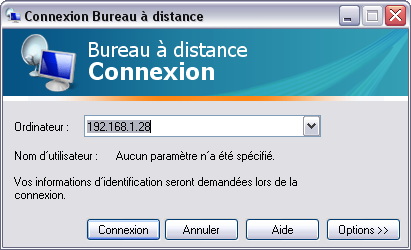 Connexion Bureau à distance
Bureau à distance
Connexion
Ordinateur :
192.168.1.28
Nom d'utilisateur : Aucun paramètre n'a été spécifié.
Vos informations d'identification seront demandées lors de la
connexion.
Connexion Annuler Aide Options >>